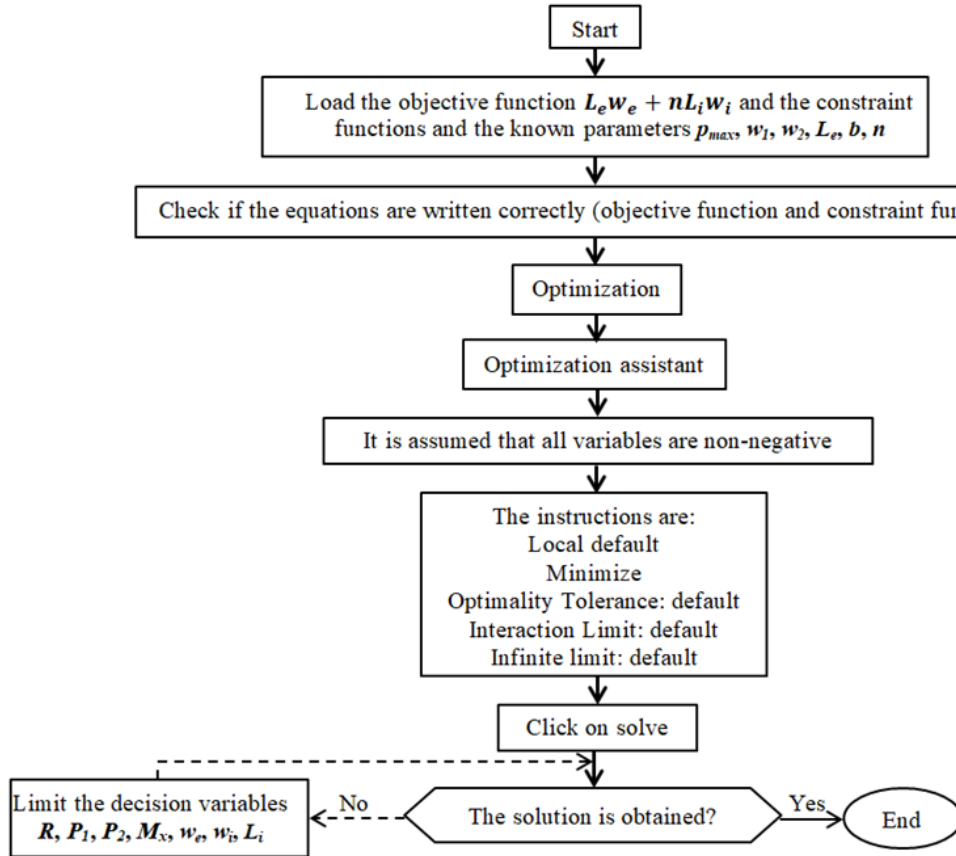 Start
Load the objective function Lₑwₑ + nLᵢwᵢ and the constraint
functions and the known parameters pₘₐₓ, w₁, w₂, Lₑ, b, n
Check if the equations are written correctly (objective function and constraint fun
Optimization
Optimization assistant
It is assumed that all variables are non-negative
The instructions are:
Local default
Minimize
Optimality Tolerance: default
Interaction Limit: default
Infinite limit: default
Click on solve
Limit the decision variables
R, P₁, P₂, Mₓ, wₑ, wᵢ, Lᵢ
No
The solution is obtained?
Yes
End